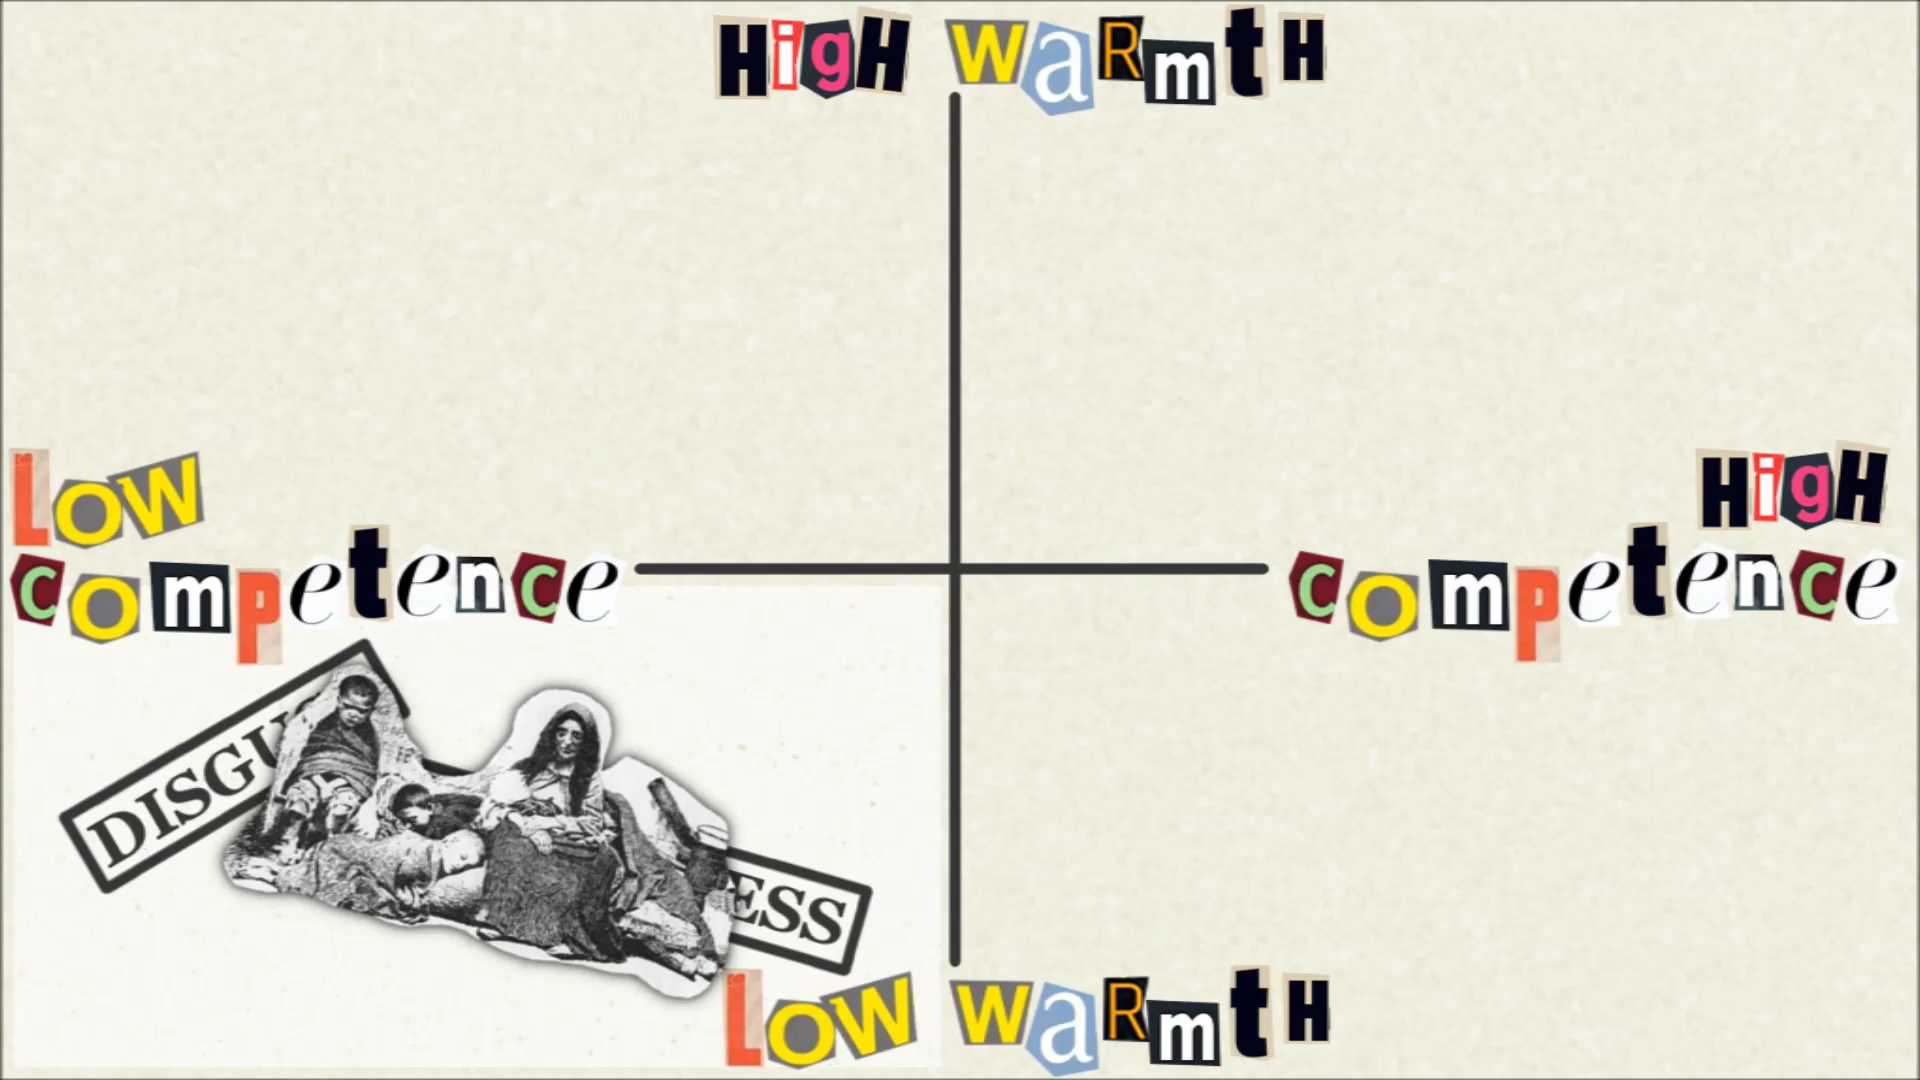 HigH waRmtH
Low
competence
HigH
competence
Low waRmtH